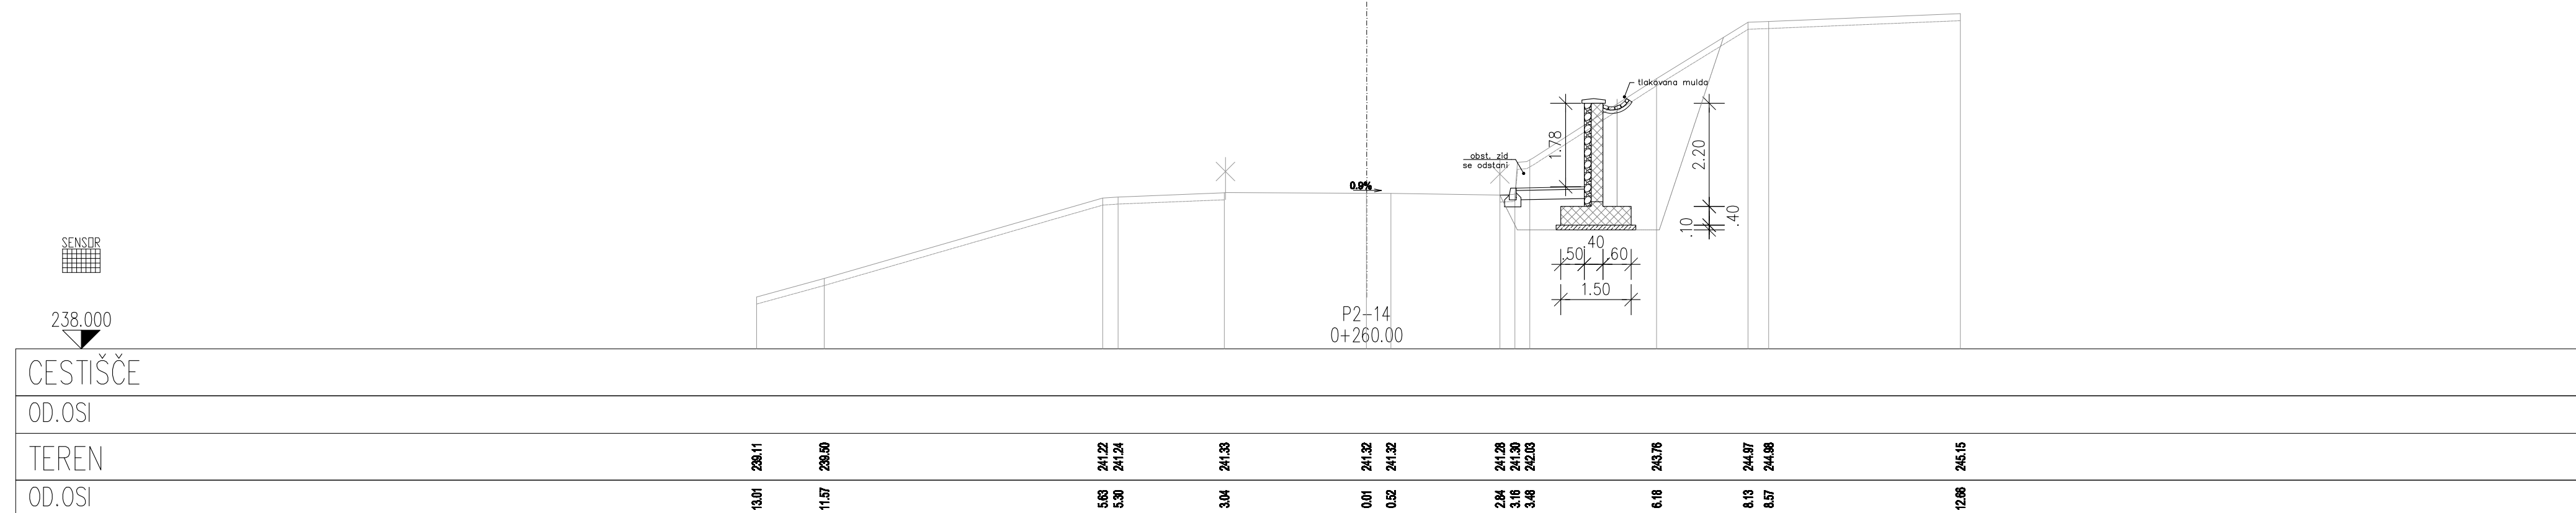 tlakovana mulda
1.78
2.20
obst. zid
se odstani
0.9%
.10
.40
SENSOR
.40
.50
.60
1.50
P2-14
238.000
0+260.00
CESTIŠČE
OD.OSI
TEREN 239.11 239.50 241.22 241.24 241.33 241.32 241.32 241.28 241.30 242.03 243.76 244.97 244.98 245.15
OD.OSI 13.01 11.57 5.63 5.30 3.04 0.01 0.52 2.84 3.16 3.48 6.18 8.13 8.57 12.66